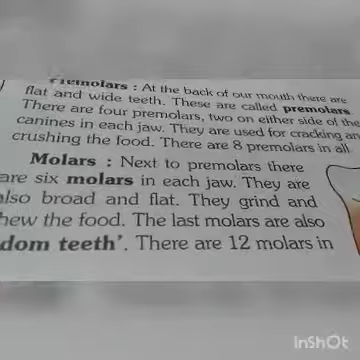 Premolars : At the back of our mouth there are
flat and wide teeth. These are called premolars.
There are four premolars, two on either side of the
canines in each jaw. They are used for cracking an
crushing the food. There are 8 premolars in all.
Molars : Next to premolars there
are six molars in each jaw. They are
also broad and flat. They grind and
hew the food. The last molars are also
dom teeth'. There are 12 molars in
InShOt